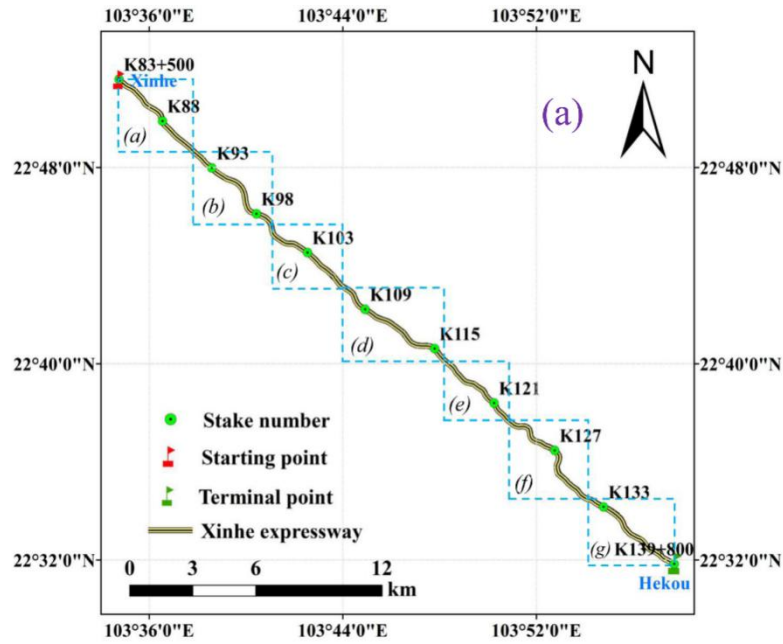 103°36'0"E 103°44'0"E 103°52'0"E
K83+500
Xinhe
N
(a)
K88
(a)
22°48'0"N K93 22°48'0"N
(b)
K98
K103
(c)
K109
(d)
K115
22°40'0"N 22°40'0"N
K121
(e)
Stake number
K127
Starting point
(f)
K133
Terminal point
Xinhe expressway
(g) K139+800
22°32'0"N 22°32'0"N
Hekou
0 3 6 12
km
103°36'0"E 103°44'0"E 103°52'0"E